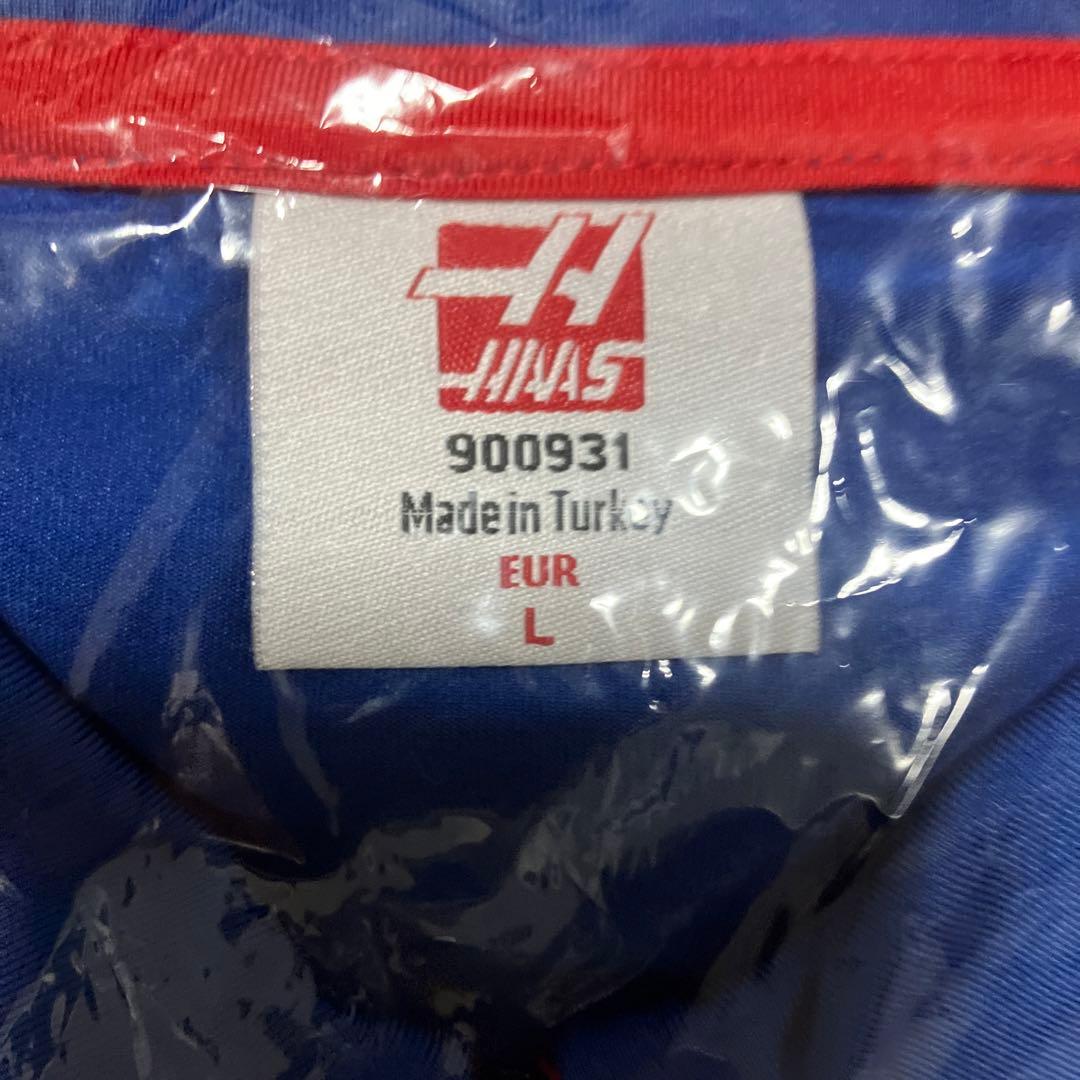 HAAS
900931
Made in Turkey
EUR
L